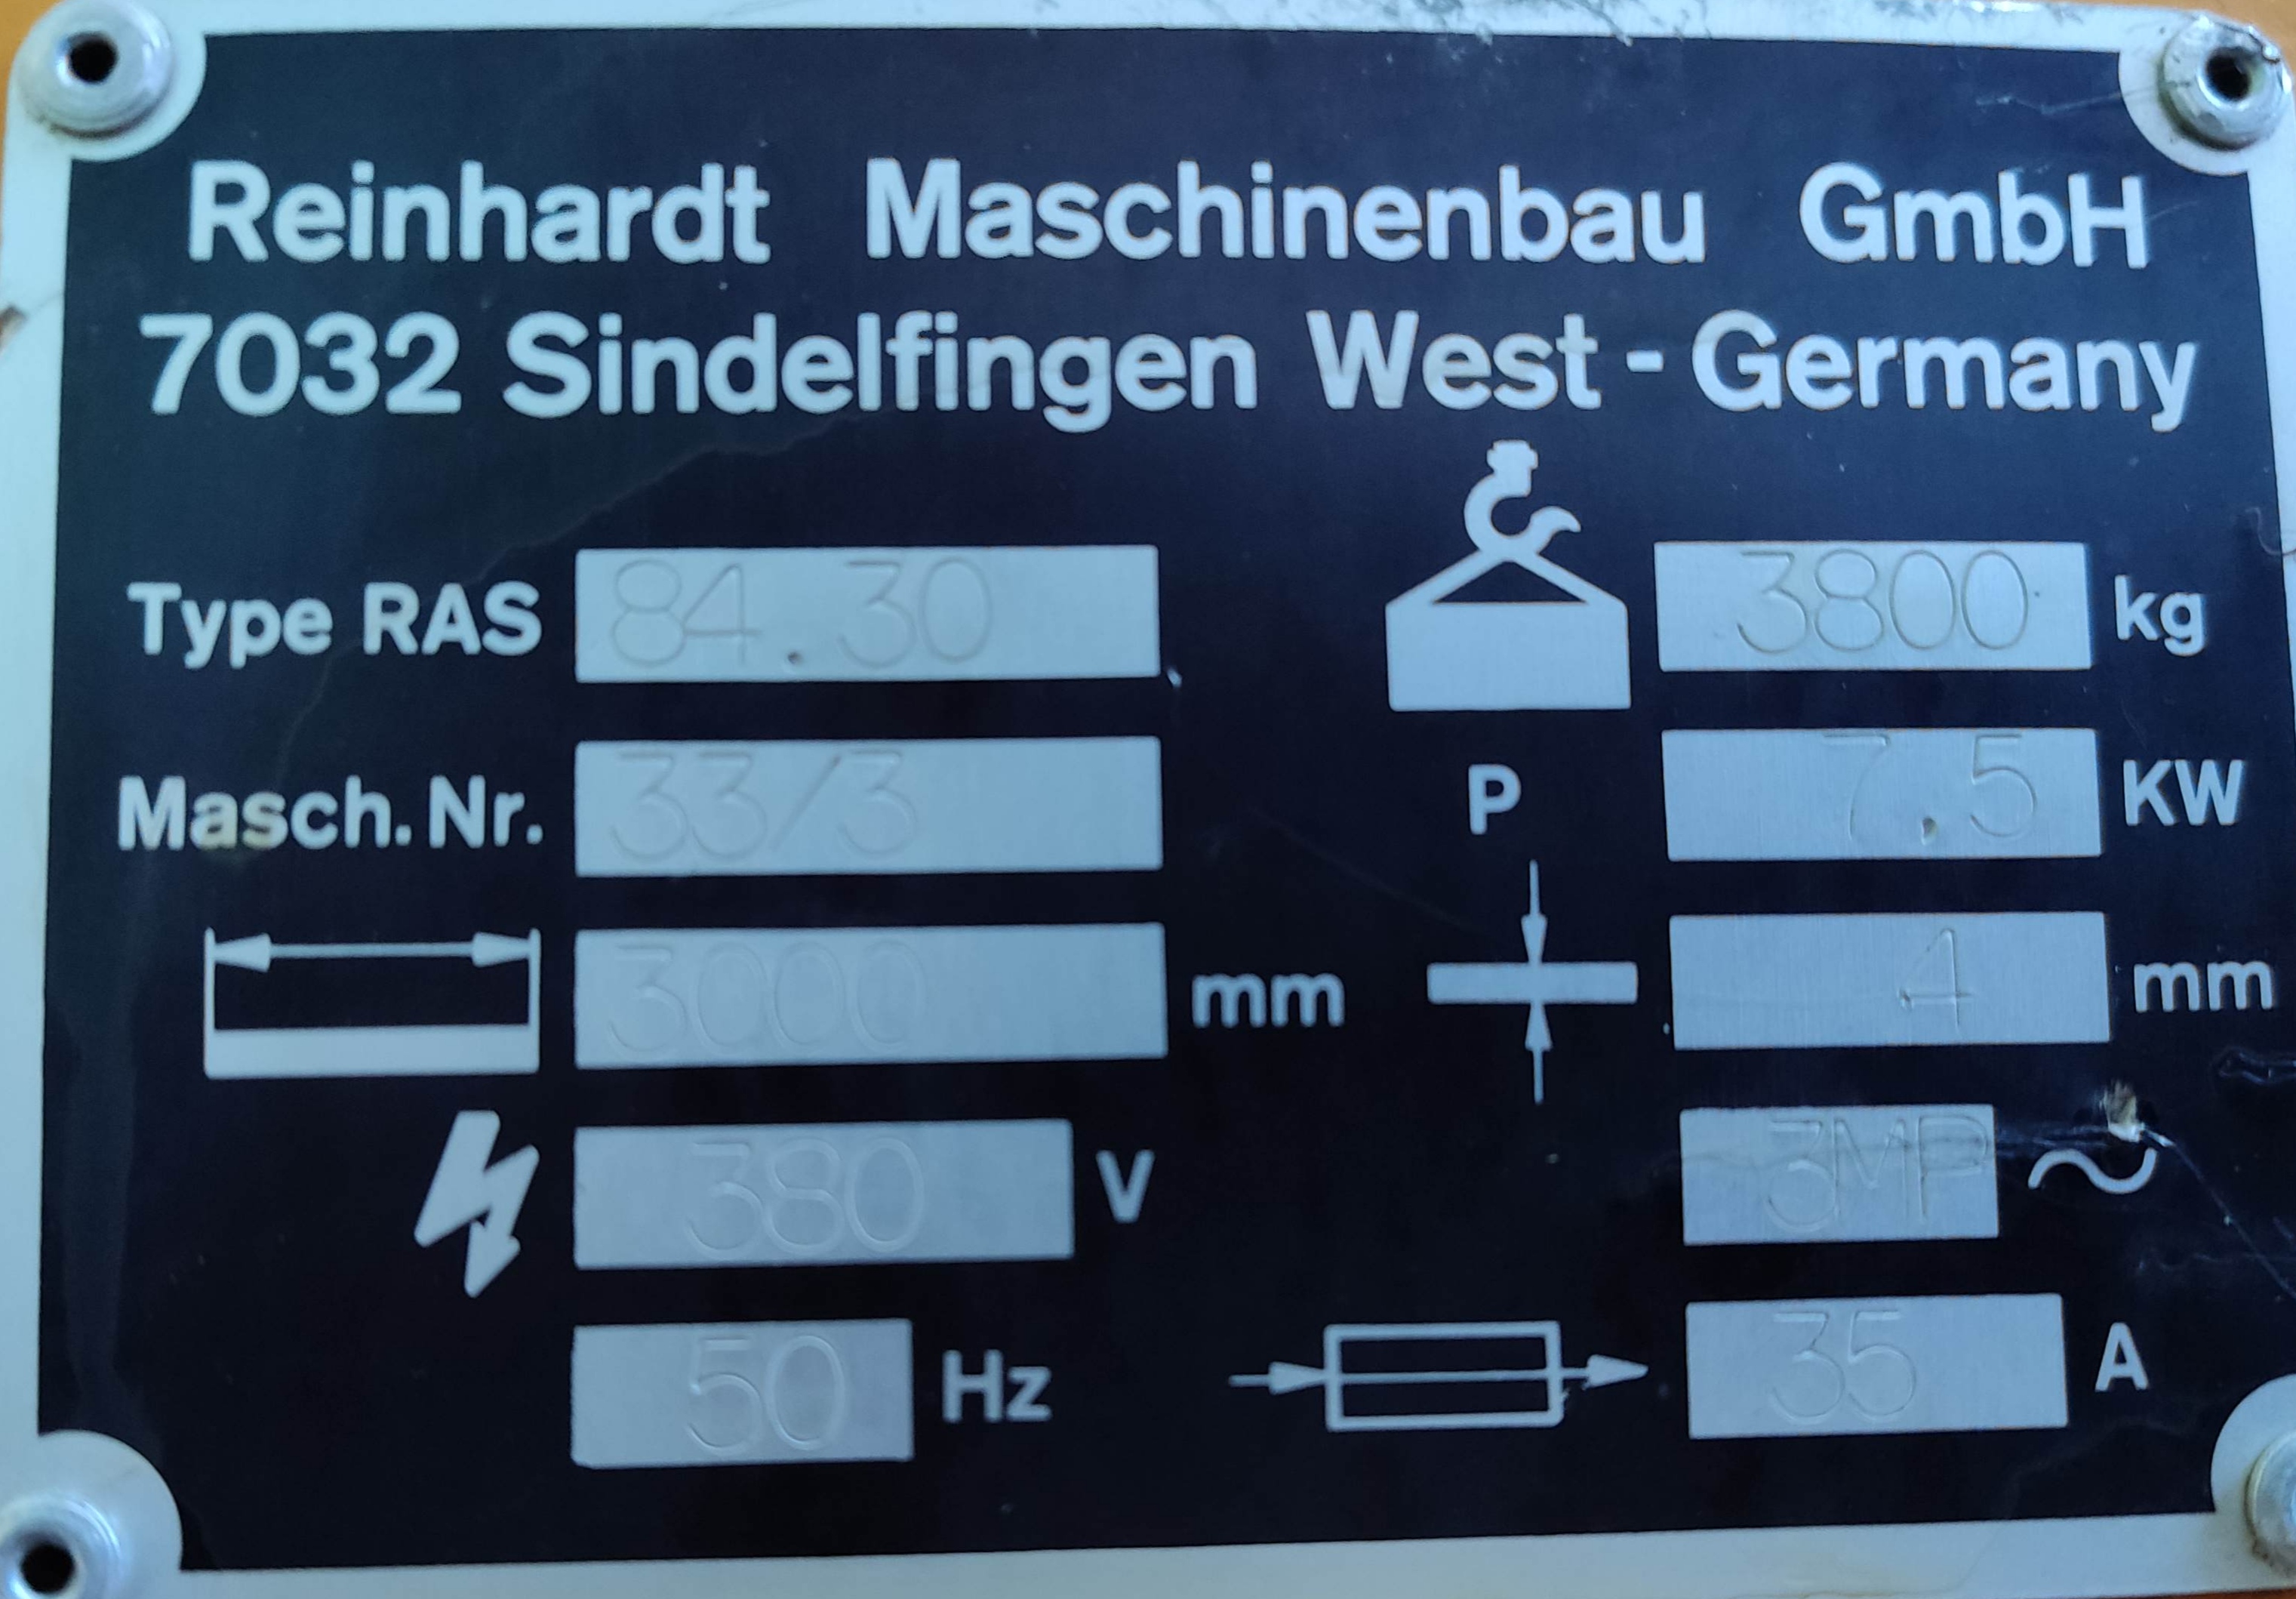 Reinhardt Maschinenbau GmbH
7032 Sindelfingen West-Germany
Type RAS 84.30
3800 kg
Masch. Nr. 33/3
P 7,5 KW
3000 mm
4 mm
380 V
3MP ~
50 Hz
35 A